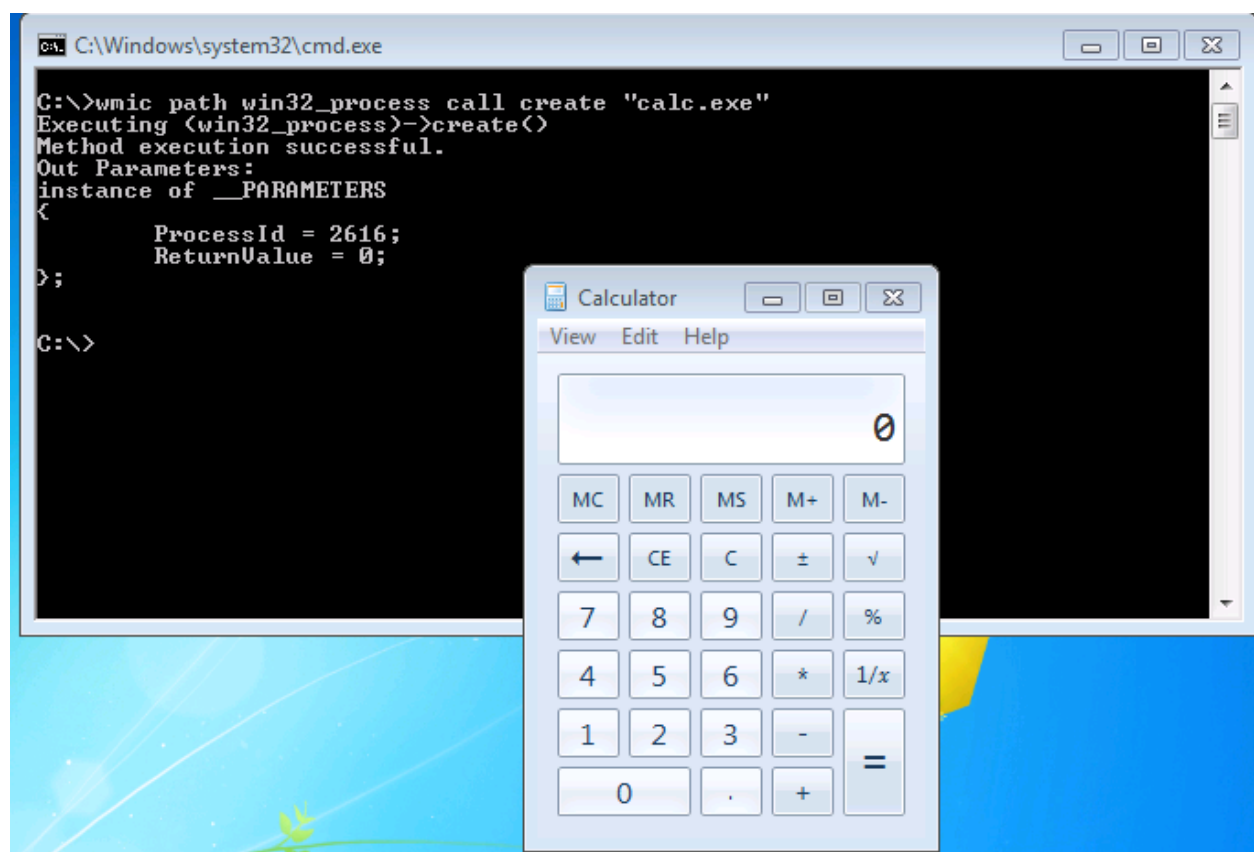 C:\Windows\system32\cmd.exe
C:\>wmic path win32_process call create "calc.exe"
Executing (win32_process)->create()
Method execution successful.
Out Parameters:
instance of __PARAMETERS
{
        ProcessId = 2616;
        ReturnValue = 0;
};
C:\>
Calculator
View Edit Help
0
MC MR MS M+ M-
← CE C ± √
7 8 9 / %
4 5 6 * 1/x
1 2 3 - =
0 . +